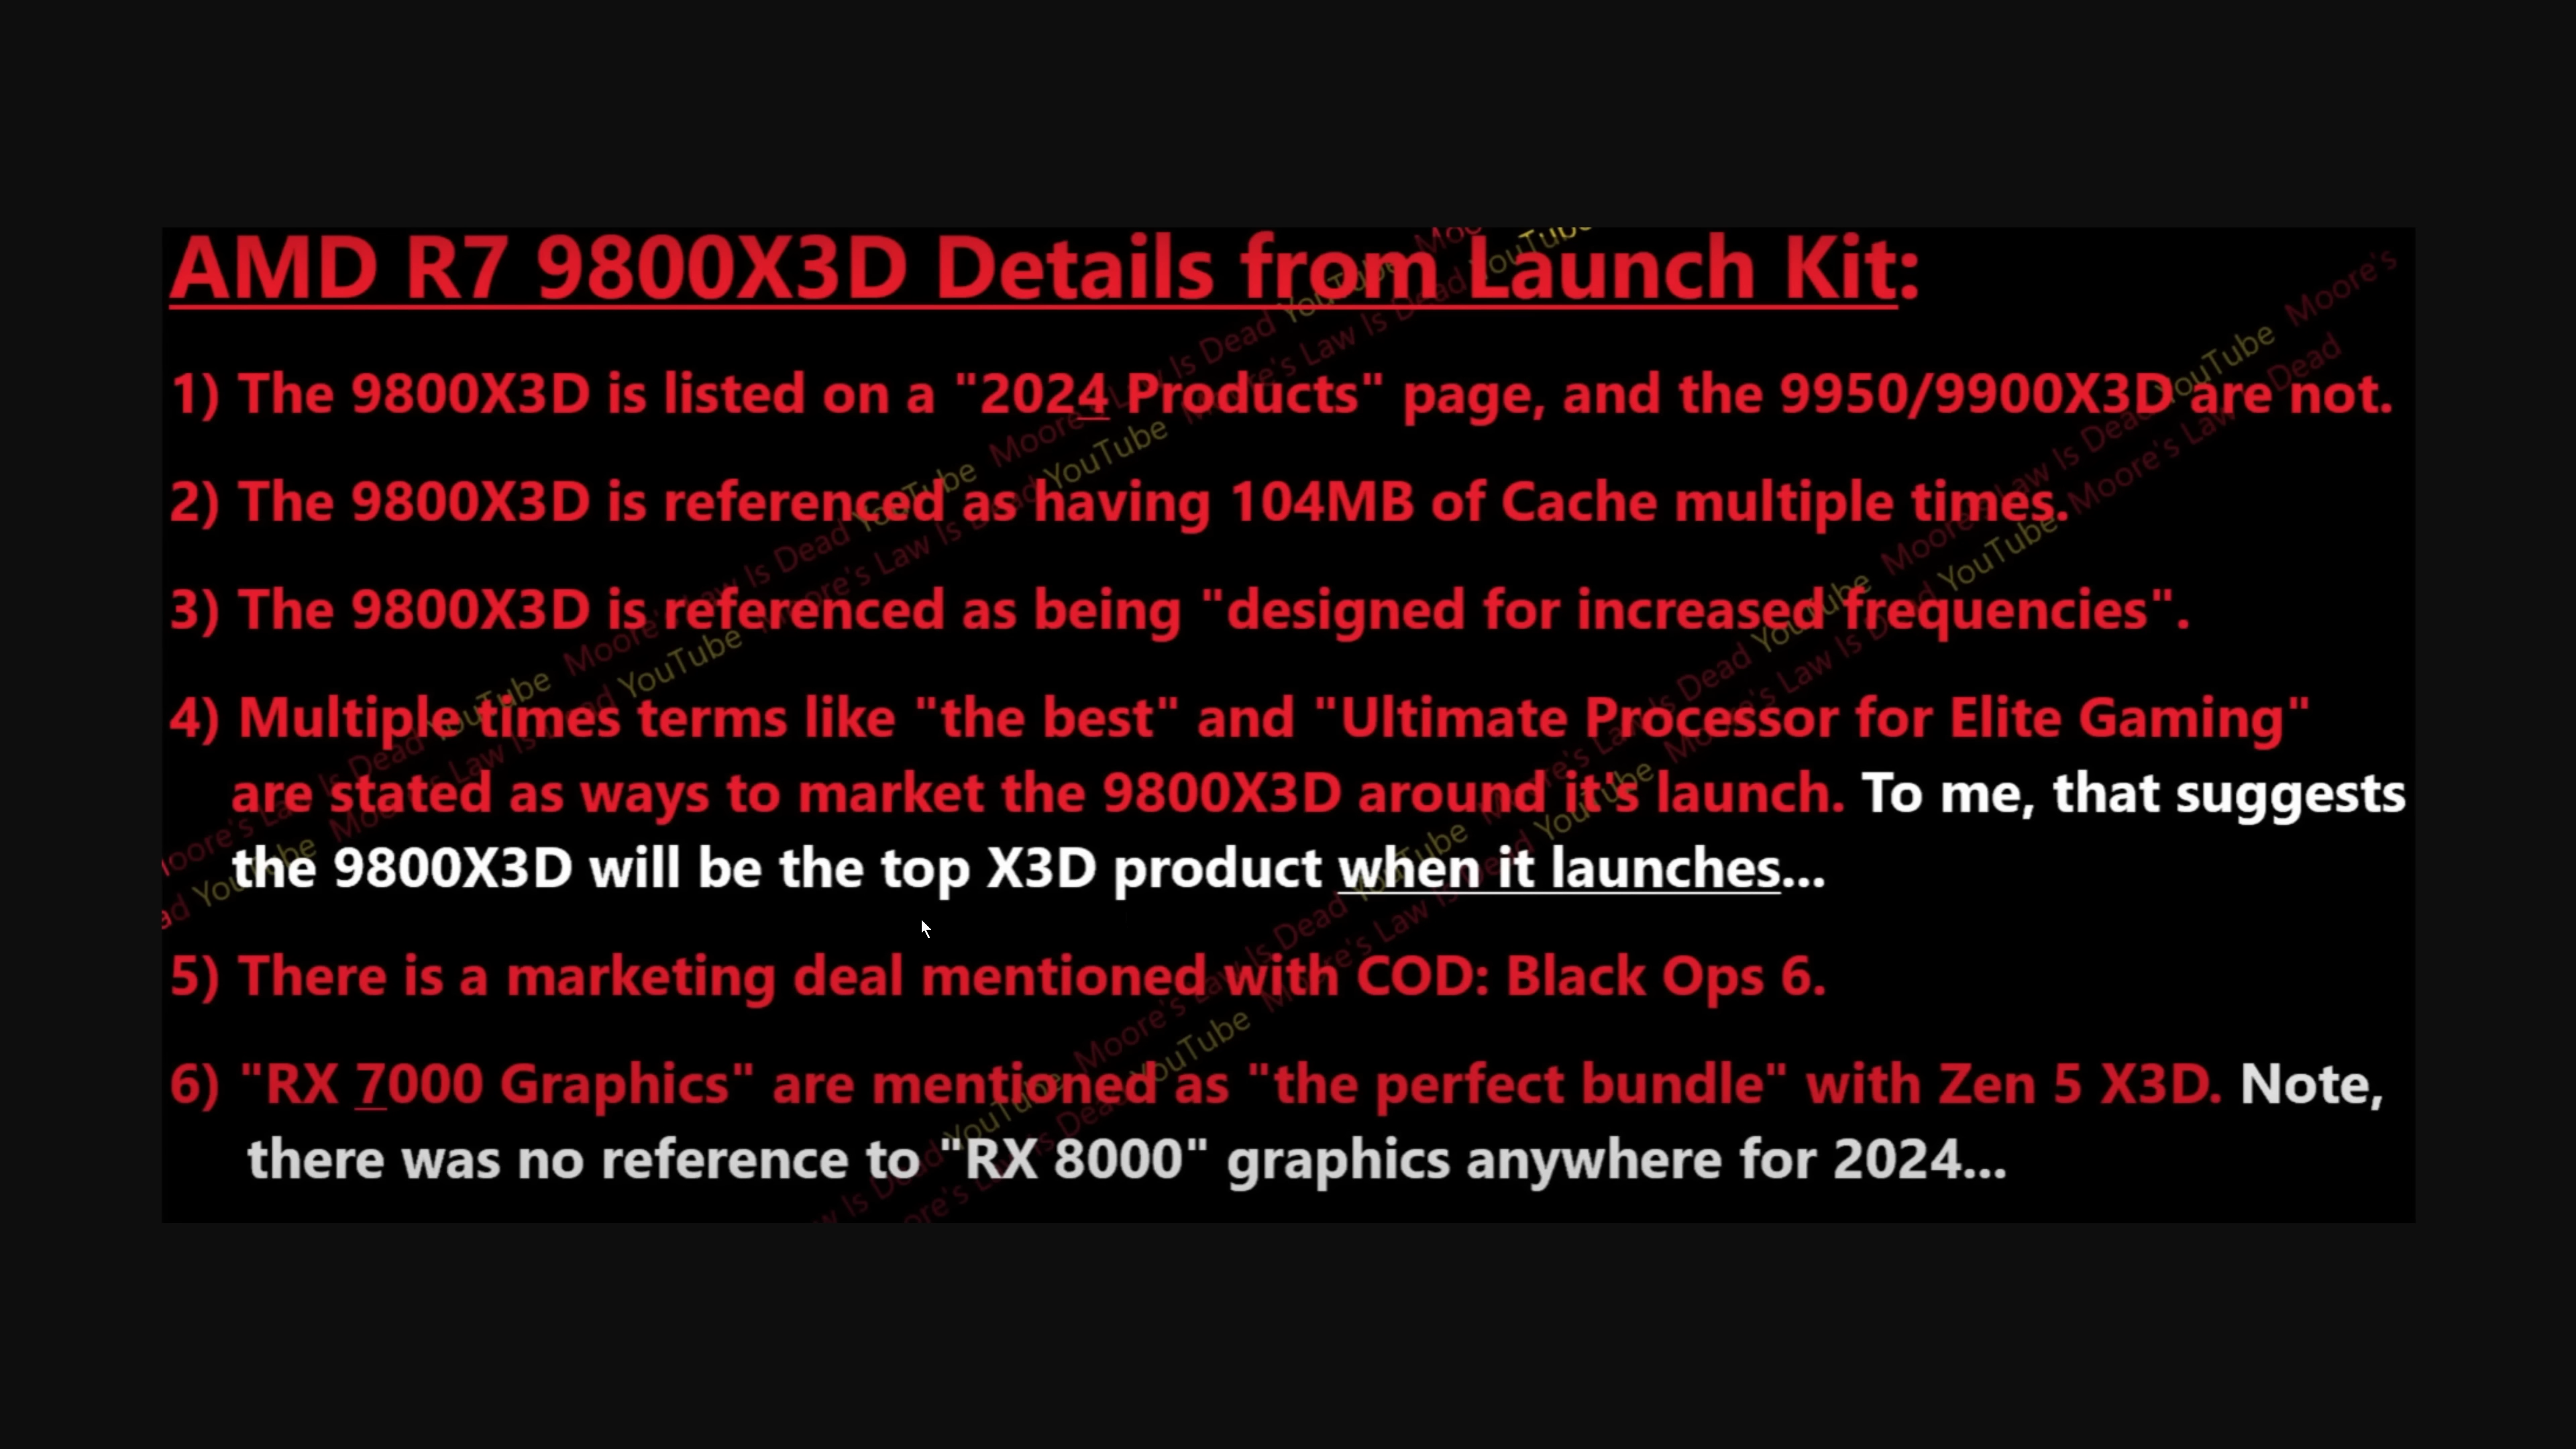 AMD R7 9800X3D Details from Launch Kit:
1) The 9800X3D is listed on a "2024 Products" page, and the 9950/9900X3D are not.
2) The 9800X3D is referenced as having 104MB of Cache multiple times.
3) The 9800X3D is referenced as being "designed for increased frequencies".
4) Multiple times terms like "the best" and "Ultimate Processor for Elite Gaming"
are stated as ways to market the 9800X3D around it's launch. To me, that suggests
the 9800X3D will be the top X3D product when it launches...
5) There is a marketing deal mentioned with COD: Black Ops 6.
6) "RX 7000 Graphics" are mentioned as "the perfect bundle" with Zen 5 X3D. Note,
there was no reference to "RX 8000" graphics anywhere for 2024...
Moore's Law Is Dead YouTube